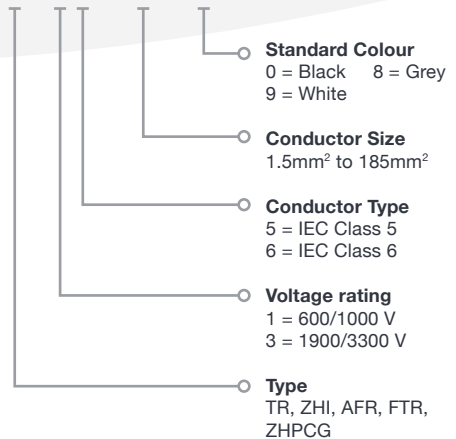 Standard Colour
0 = Black 8 = Grey
9 = White
Conductor Size
1.5mm² to 185mm²
Conductor Type
5 = IEC Class 5
6 = IEC Class 6
Voltage rating
1 = 600/1000 V
3 = 1900/3300 V
Type
TR, ZHI, AFR, FTR,
ZHPCG